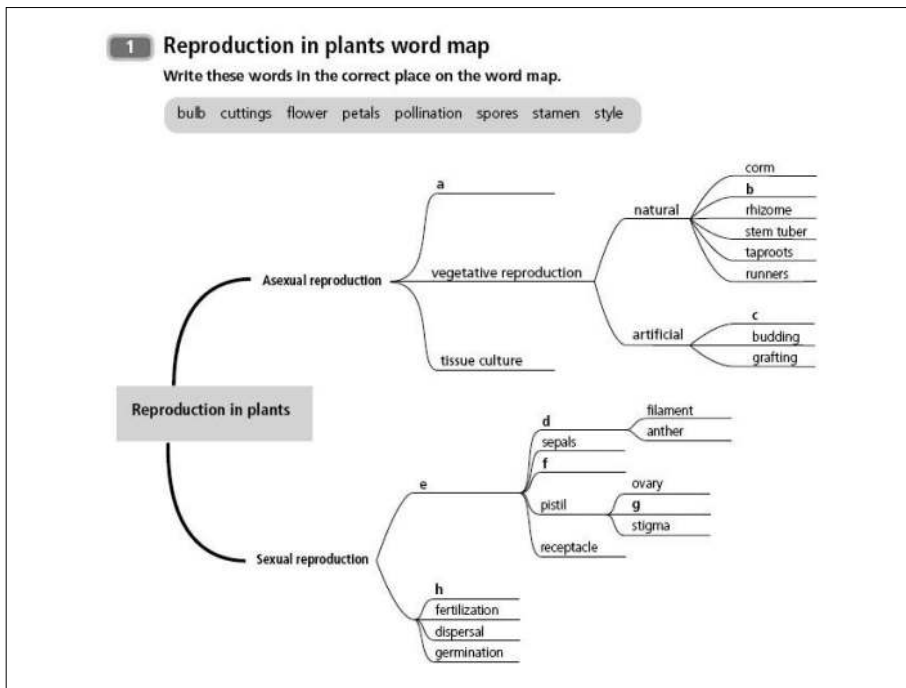 1 Reproduction in plants word map
Write these words in the correct place on the word map.
bulb cuttings flower petals pollination spores stamen style
a
corm
b
natural
rhizome
stem tuber
taproots
runners
Asexual reproduction
vegetative reproduction
c
artificial
budding
grafting
tissue culture
Reproduction in plants
d
filament
anther
sepals
f
e
ovary
pistil
g
stigma
receptacle
Sexual reproduction
h
fertilization
dispersal
germination